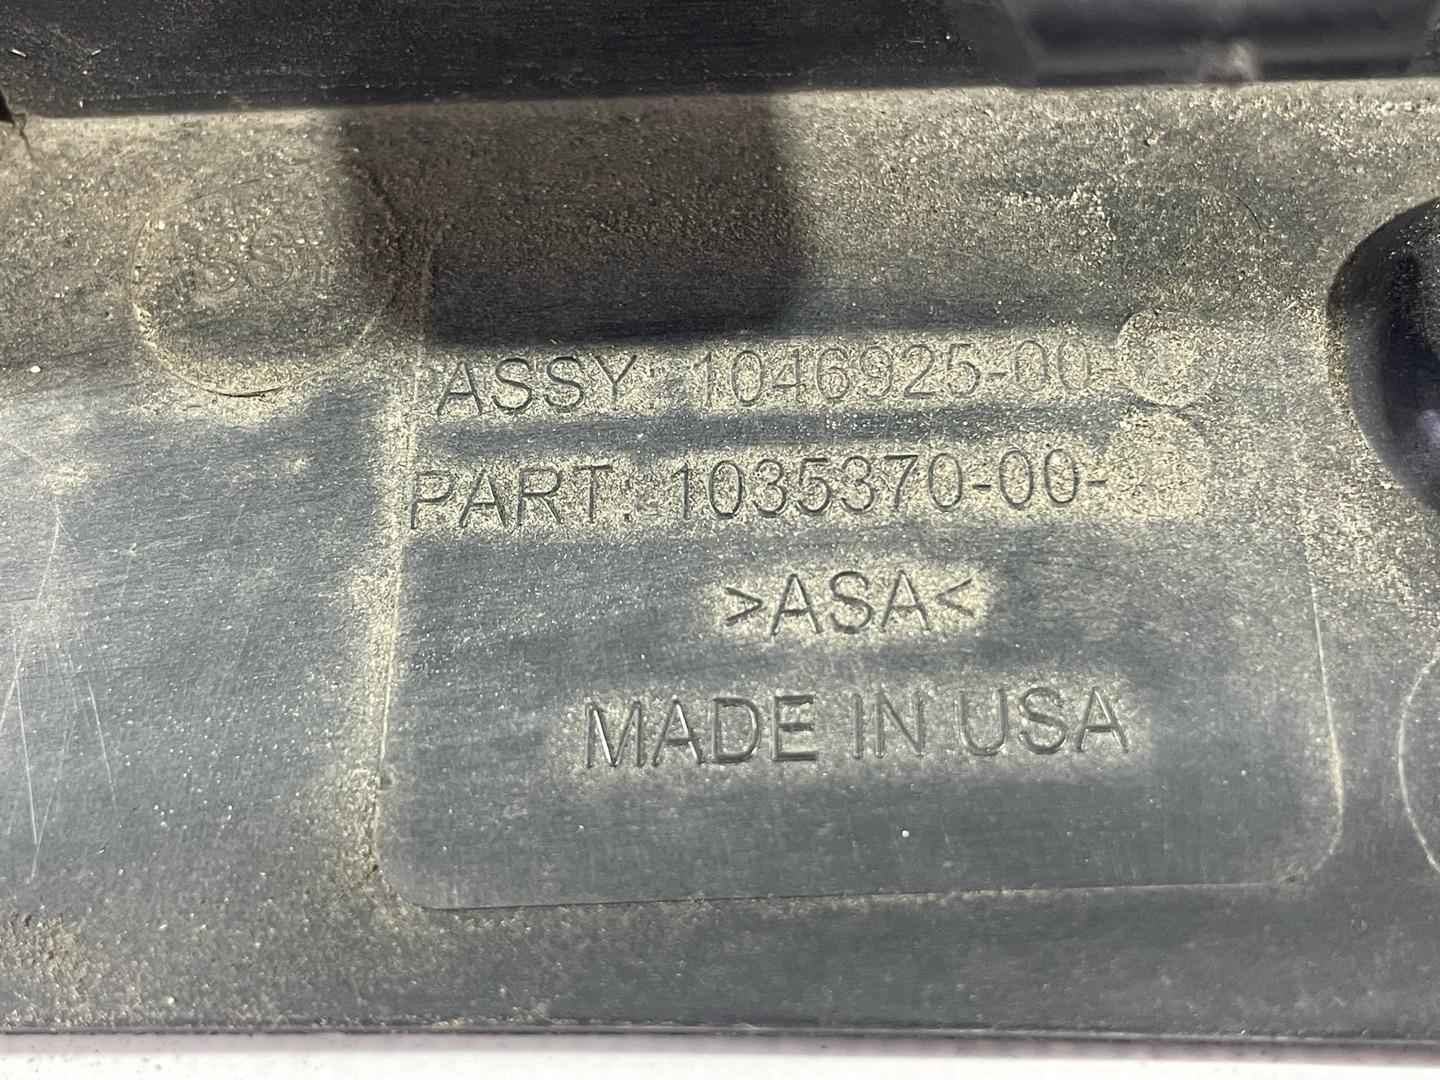 ASSY: 1046925-00-
PART: 1035370-00-
>ASA<
MADE IN USA